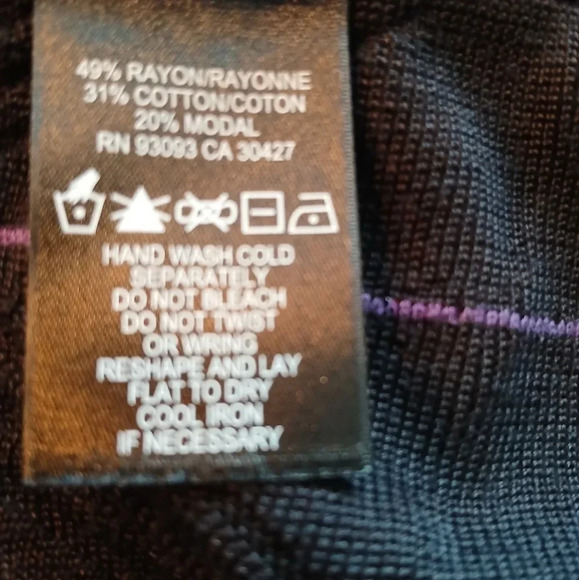 49% RAYON/RAYONNE
31% COTTON/COTON
20% MODAL
RN 93093 CA 30427
HAND WASH COLD
SEPARATELY
DO NOT BLEACH
DO NOT TWIST
OR WRING
RESHAPE AND LAY
FLAT TO DRY
COOL IRON
IF NECESSARY